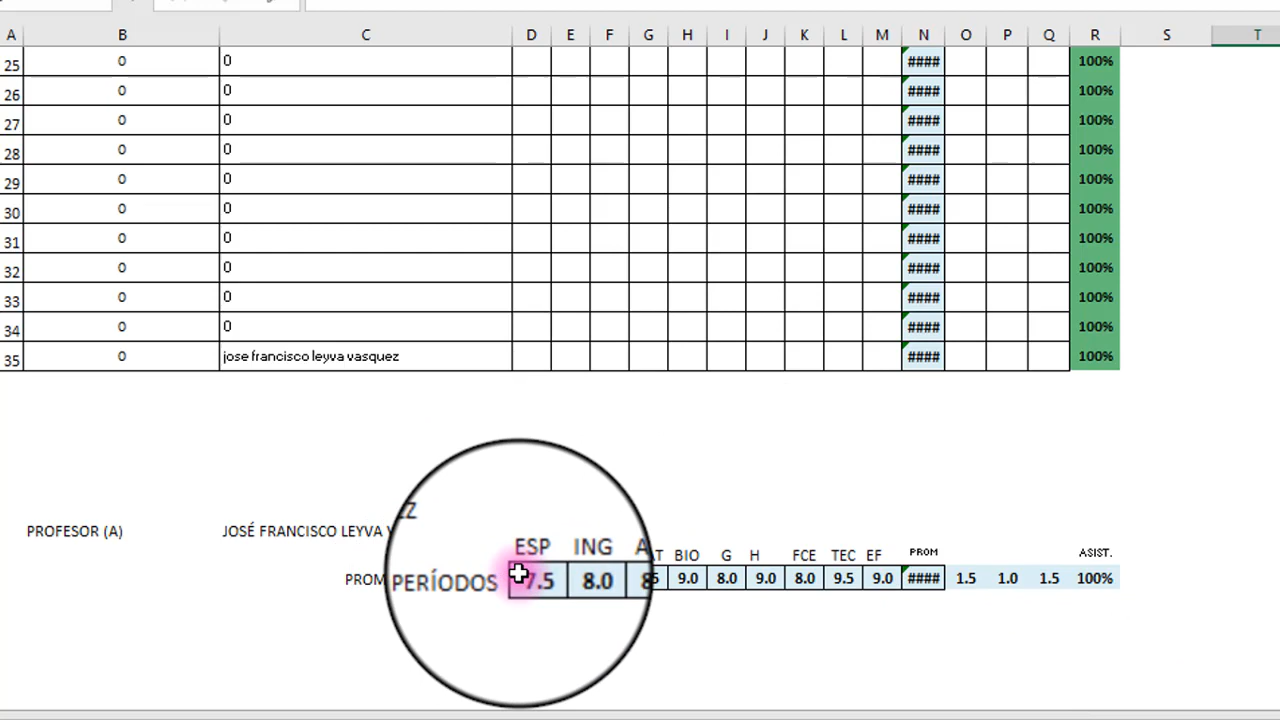 A B C D E F G H I J K L M N O P Q R S T
25 0 0 #### 100%
26 0 0 #### 100%
27 0 0 #### 100%
28 0 0 #### 100%
29 0 0 #### 100%
30 0 0 #### 100%
31 0 0 #### 100%
32 0 0 #### 100%
33 0 0 #### 100%
34 0 0 #### 100%
35 0 jose francisco leyva vasquez #### 100%
EZ
PROFESOR (A) JOSÉ FRANCISCO LEYVA
ESP ING BIO G H FCE TEC EF PROM ASIST.
PROM PERÍODOS 7.5 8.0 9.0 8.0 9.0 8.0 9.5 9.0 #### 1.5 1.0 1.5 100%